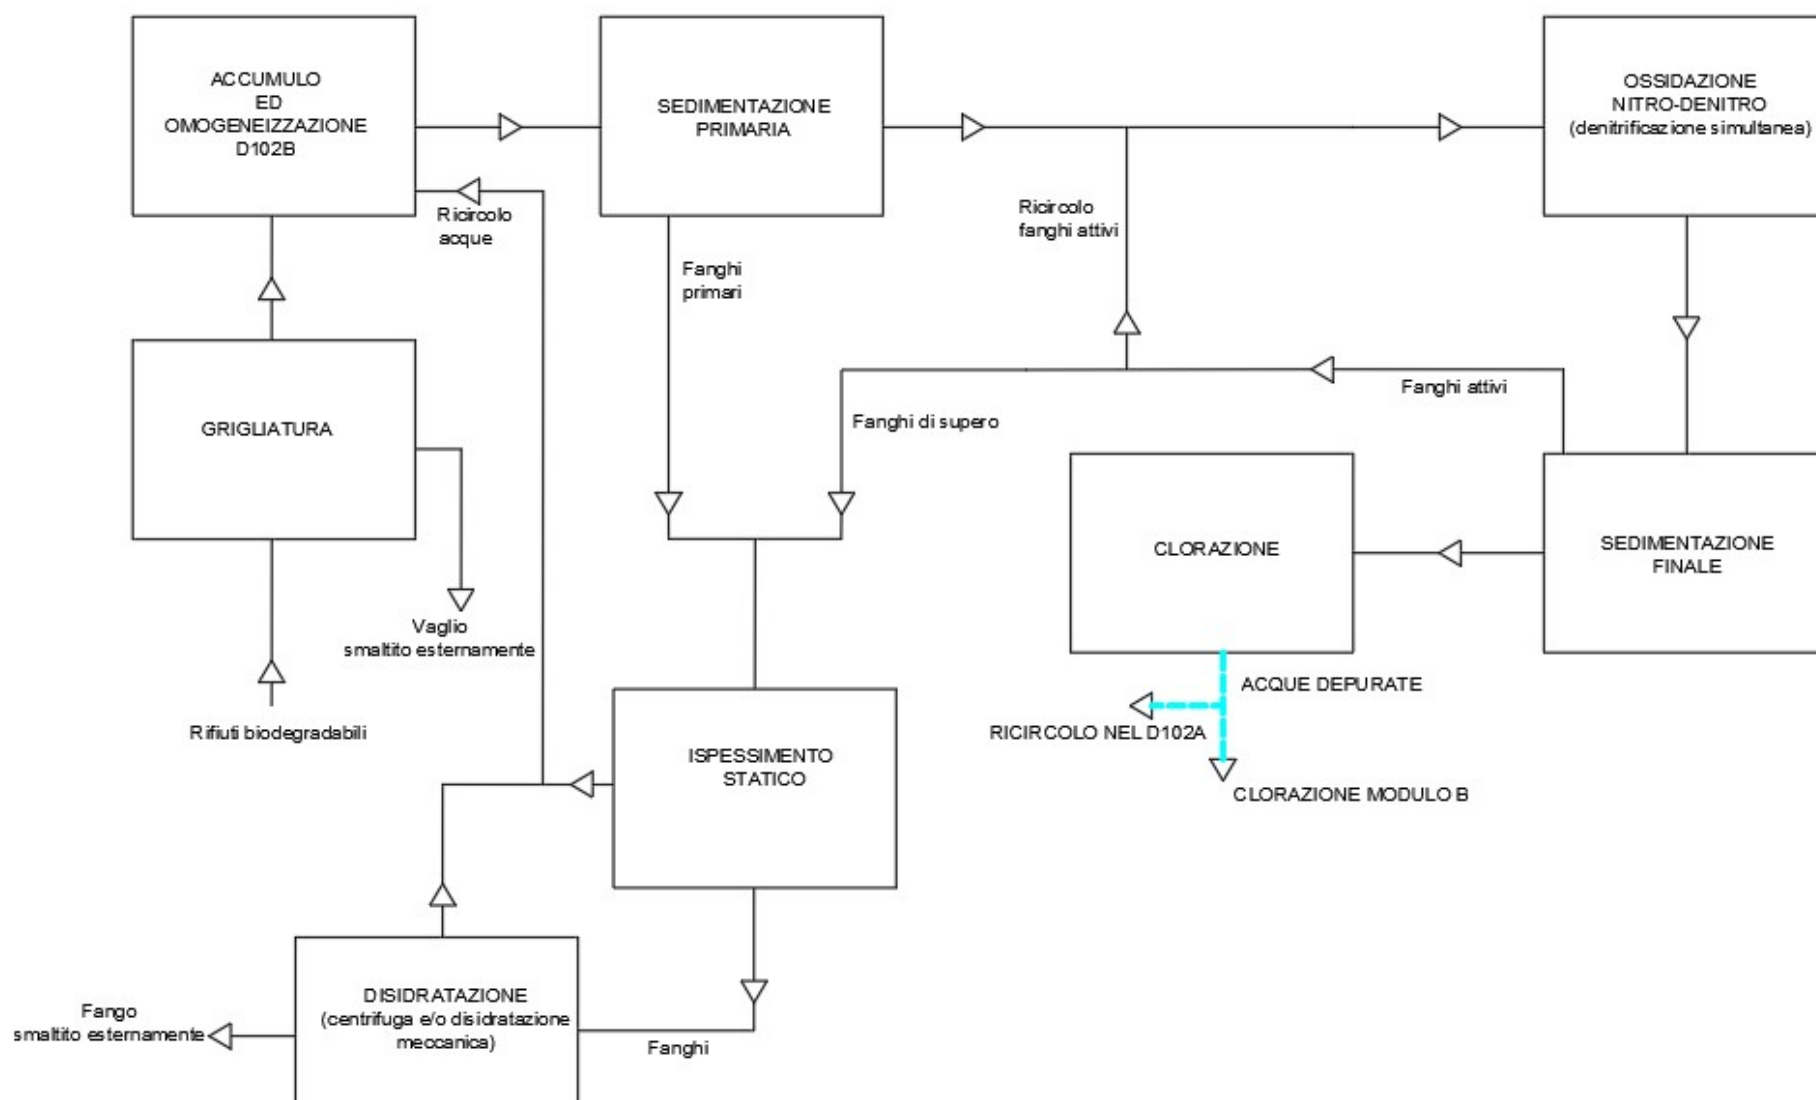 ACCUMULO
ED
OMOGENEIZZAZIONE
D102B
SEDIMENTAZIONE
PRIMARIA
OSSIDAZIONE
NITRO-DENITRO
(denitrificazione simultanea)
Ricircolo
acque
Ricircolo
fanghi attivi
Fanghi
primari
GRIGLIATURA
Fanghi attivi
Fanghi di supero
CLORAZIONE
SEDIMENTAZIONE
FINALE
Vaglio
smaltito esternamente
Rifiuti biodegradabili
ACQUE DEPURATE
RICIRCOLO NEL D102A
CLORAZIONE MODULO B
ISPESSIMENTO
STATICO
DISIDRATAZIONE
(centrifuga e/o disidratazione
meccanica)
Fango
smaltito esternamente
Fanghi